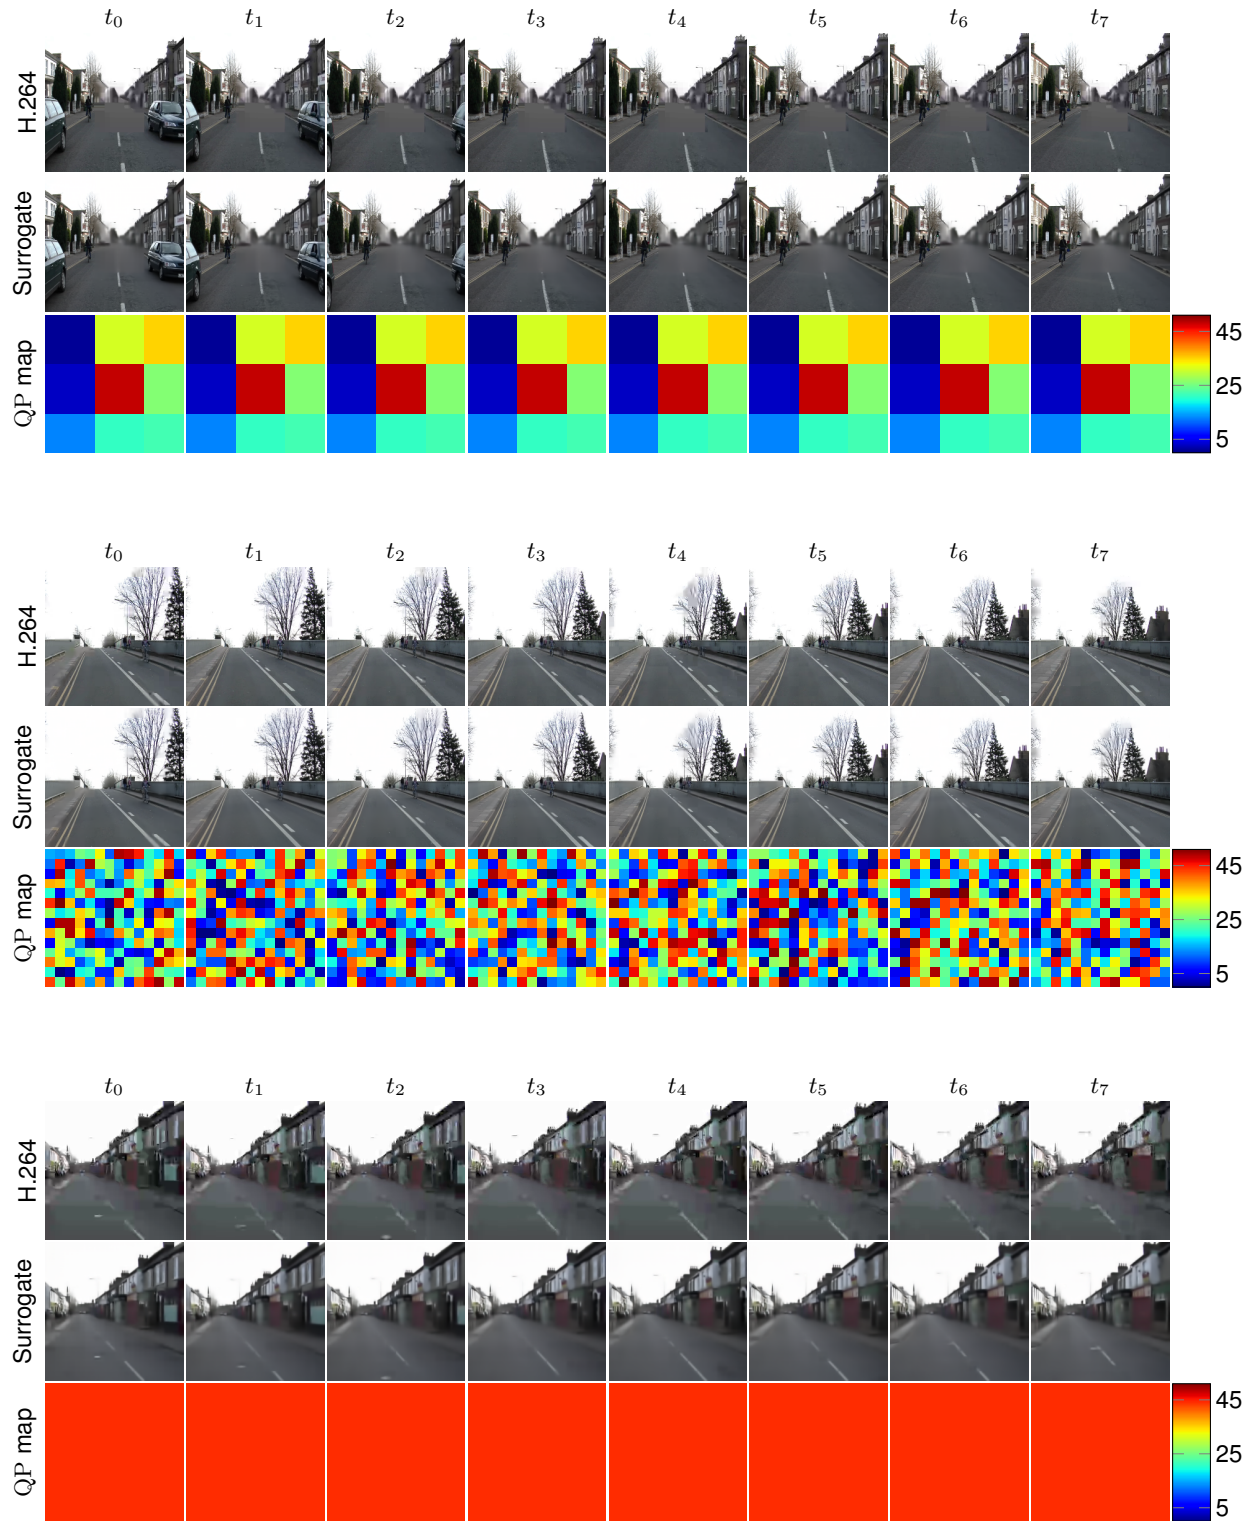 t₀ t₁ t₂ t₃ t₄ t₅ t₆ t₇
H.264
Surrogate
QP map
45
25
5
t₀ t₁ t₂ t₃ t₄ t₅ t₆ t₇
H.264
Surrogate
QP map
45
25
5
t₀ t₁ t₂ t₃ t₄ t₅ t₆ t₇
H.264
Surrogate
QP map
45
25
5